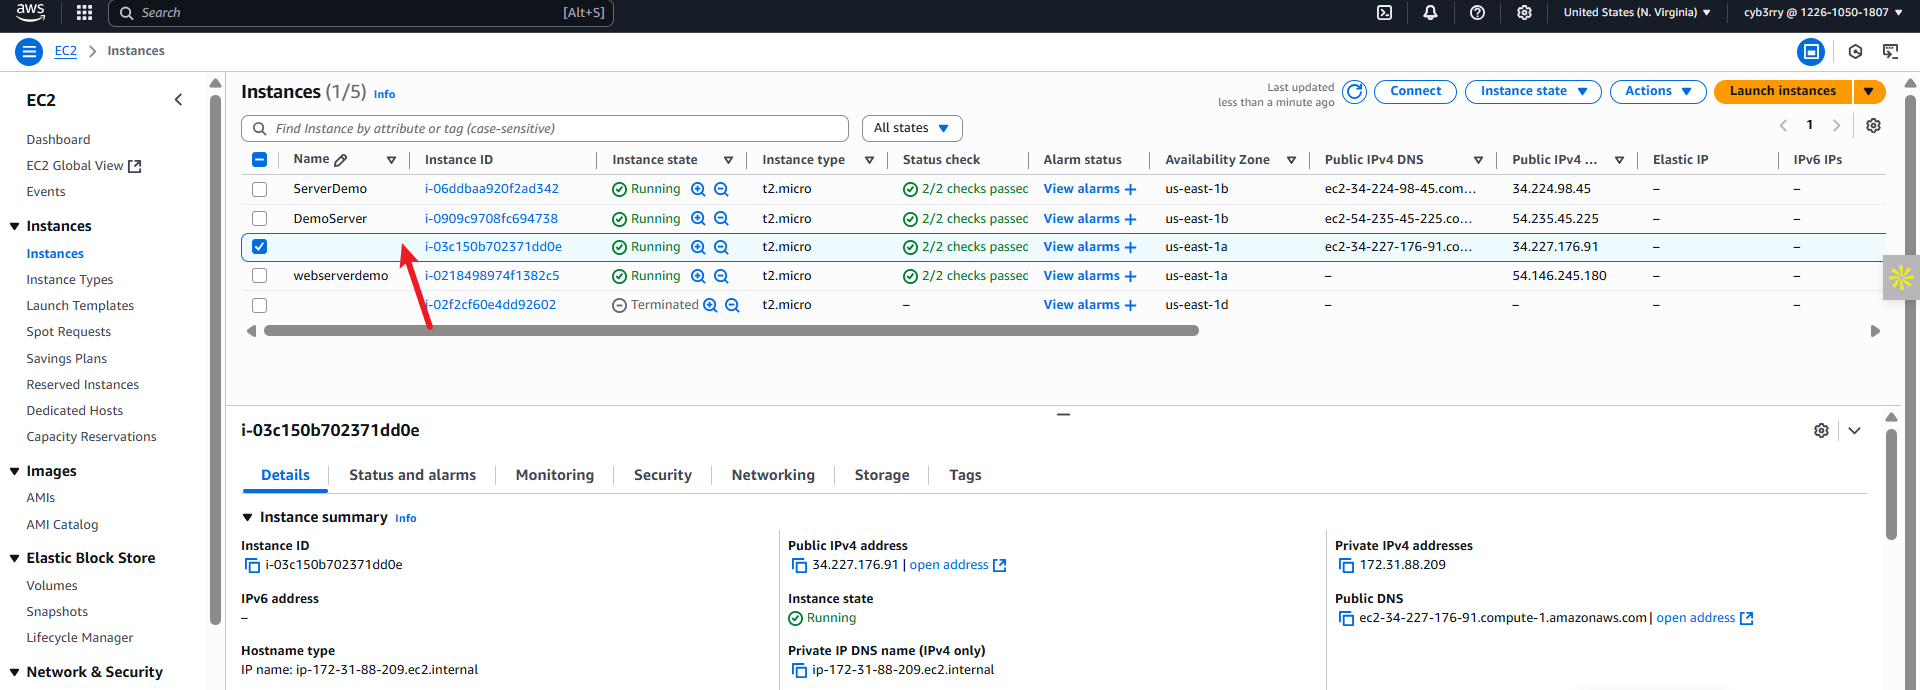 aws
Search [Alt+S]
United States (N. Virginia)
cyb3rry @ 1226-1050-1807
EC2
Instances
EC2
Dashboard
EC2 Global View
Events
Instances
Instances
Instance Types
Launch Templates
Spot Requests
Savings Plans
Reserved Instances
Dedicated Hosts
Capacity Reservations
Images
AMIs
AMI Catalog
Elastic Block Store
Volumes
Snapshots
Lifecycle Manager
Network & Security
Instances (1/5) Info
Last updated
less than a minute ago
Connect
Instance state
Actions
Launch instances
Find Instance by attribute or tag (case-sensitive)
All states
1
Name Instance ID Instance state Instance type Status check Alarm status Availability Zone Public IPv4 DNS Public IPv4 ... Elastic IP IPv6 IPs
ServerDemo i-06ddbaa920f2ad342 Running t2.micro 2/2 checks passed View alarms + us-east-1b ec2-34-224-98-45.com... 34.224.98.45 – –
DemoServer i-0909c9708fc694738 Running t2.micro 2/2 checks passed View alarms + us-east-1b ec2-54-235-45-225.co... 54.235.45.225 – –
i-03c150b702371dd0e Running t2.micro 2/2 checks passed View alarms + us-east-1a ec2-34-227-176-91.co... 34.227.176.91 – –
webserverdemo i-0218498974f1382c5 Running t2.micro 2/2 checks passed View alarms + us-east-1a – 54.146.245.180 – –
i-02f2cf60e4dd92602 Terminated t2.micro – View alarms + us-east-1d – – – –
i-03c150b702371dd0e
Details
Status and alarms
Monitoring
Security
Networking
Storage
Tags
Instance summary Info
Instance ID
i-03c150b702371dd0e
IPv6 address
–
Hostname type
IP name: ip-172-31-88-209.ec2.internal
Public IPv4 address
34.227.176.91 | open address
Instance state
Running
Private IP DNS name (IPv4 only)
ip-172-31-88-209.ec2.internal
Private IPv4 addresses
172.31.88.209
Public DNS
ec2-34-227-176-91.compute-1.amazonaws.com | open address